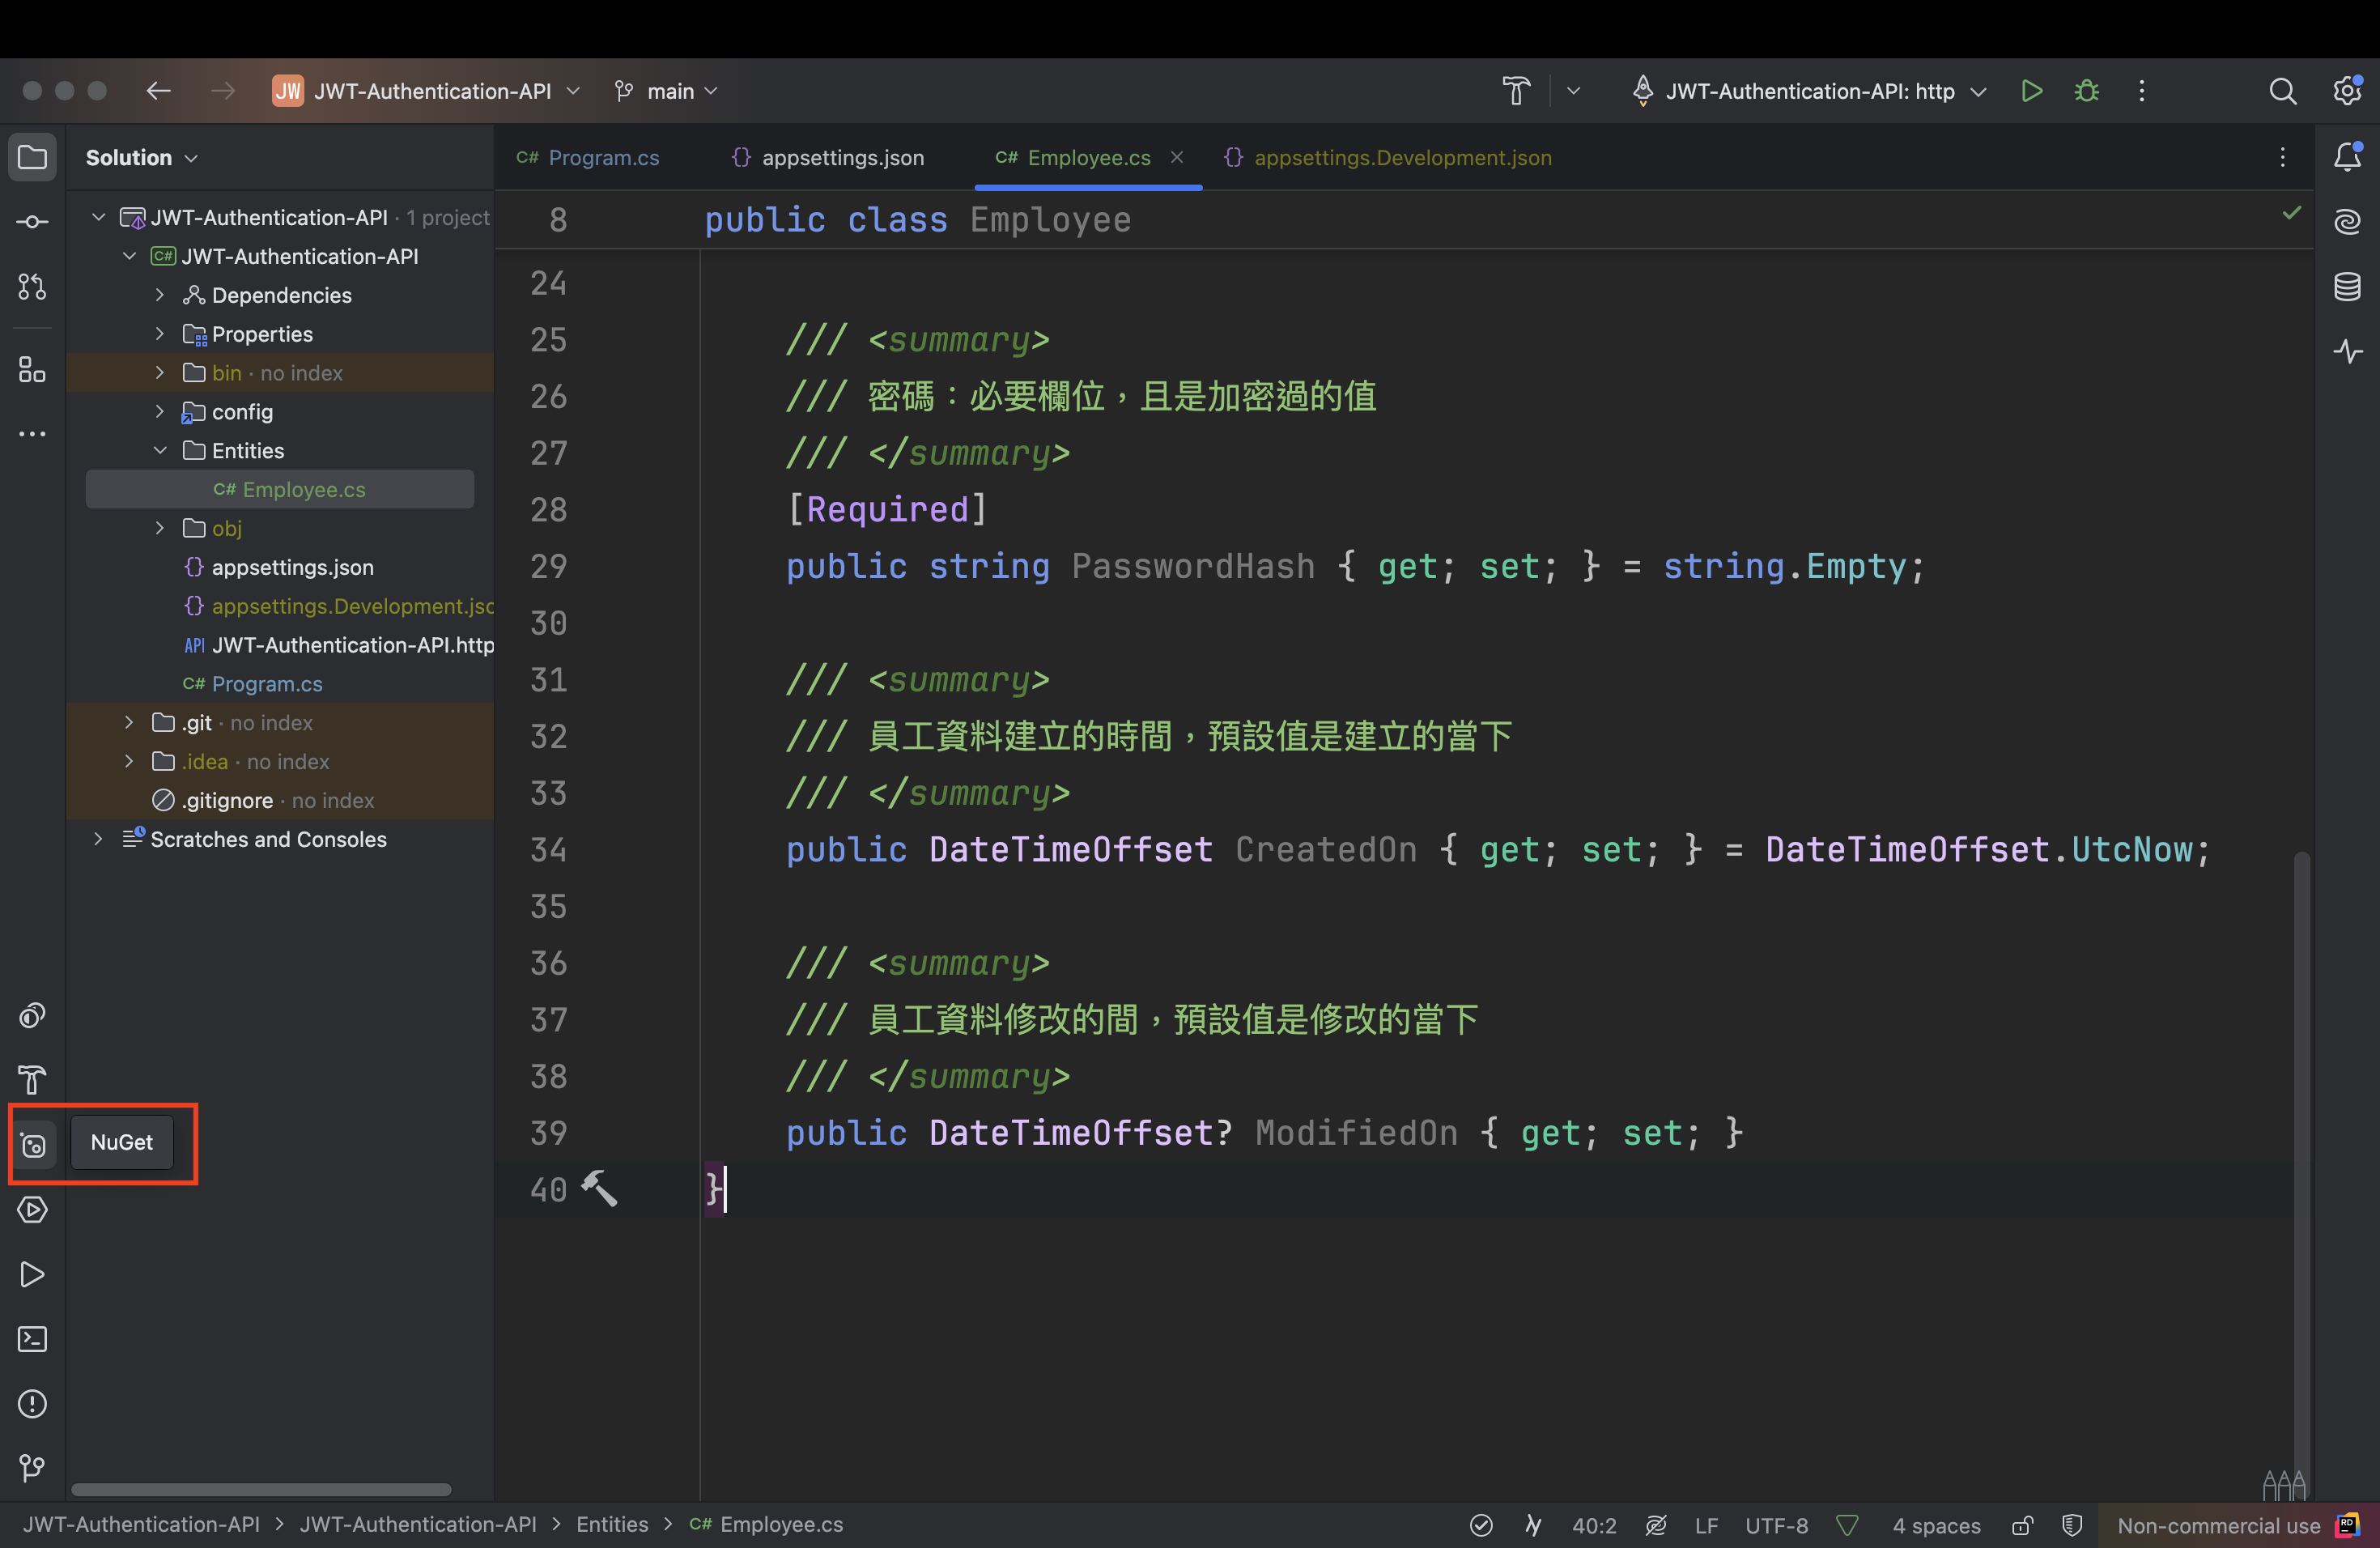 JW JWT-Authentication-API main JWT-Authentication-API: http
Solution
C# Program.cs {} appsettings.json C# Employee.cs {} appsettings.Development.json
JWT-Authentication-API · 1 project
C# JWT-Authentication-API
Dependencies
Properties
bin · no index
config
Entities
C# Employee.cs
obj
{} appsettings.json
{} appsettings.Development.jsc
API JWT-Authentication-API.http
C# Program.cs
.git · no index
.idea · no index
.gitignore · no index
Scratches and Consoles
NuGet
8 public class Employee
24
25 /// <summary>
26 /// 密碼：必要欄位，且是加密過的值
27 /// </summary>
28 [Required]
29 public string PasswordHash { get; set; } = string.Empty;
30
31 /// <summary>
32 /// 員工資料建立的時間，預設值是建立的當下
33 /// </summary>
34 public DateTimeOffset CreatedOn { get; set; } = DateTimeOffset.UtcNow;
35
36 /// <summary>
37 /// 員工資料修改的間，預設值是修改的當下
38 /// </summary>
39 public DateTimeOffset? ModifiedOn { get; set; }
40 }
JWT-Authentication-API > JWT-Authentication-API > Entities > C# Employee.cs 40:2 LF UTF-8 4 spaces Non-commercial use RD